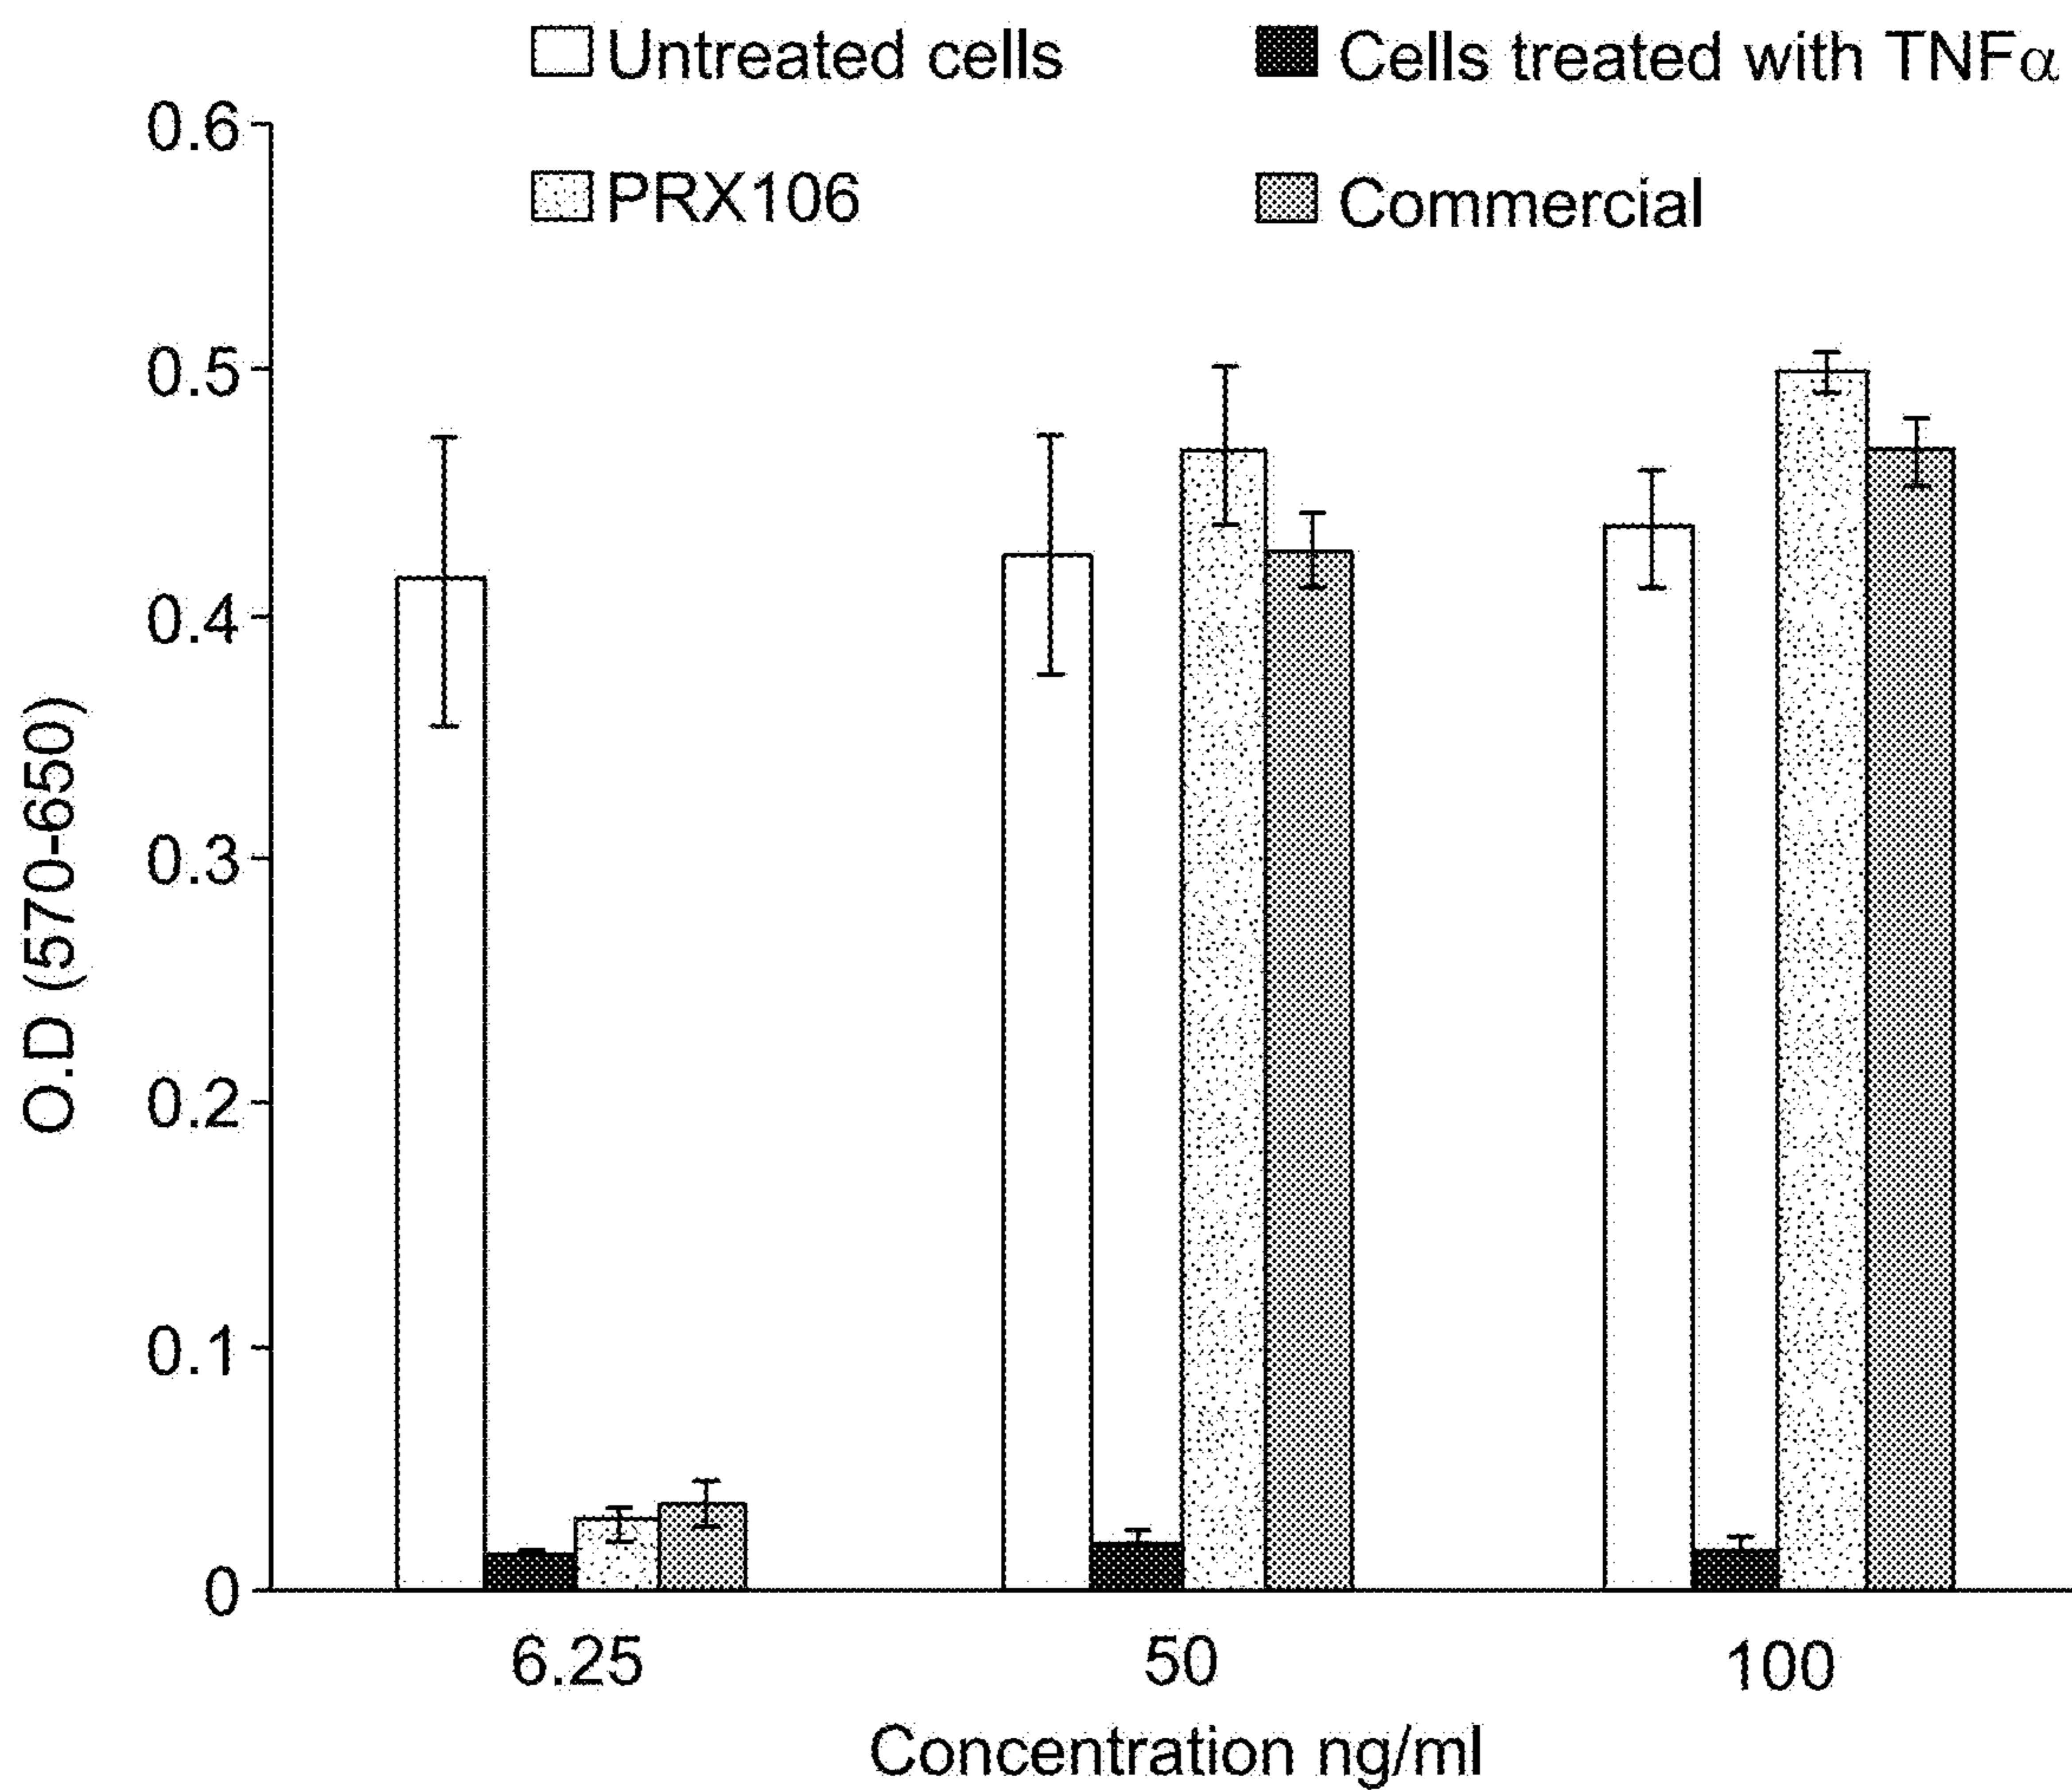 Untreated cells
Cells treated with TNFα
PRX106
Commercial
0.6
0.5
0.4
0.3
0.2
0.1
0
O.D (570-650)
6.25
50
100
Concentration ng/ml